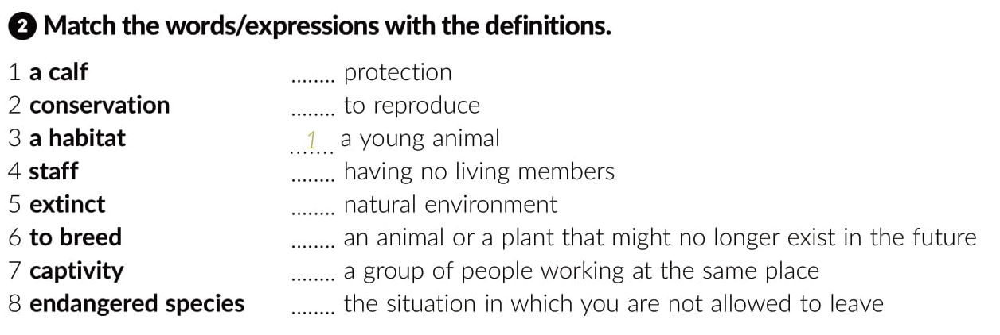 2 Match the words/expressions with the definitions.
1 a calf ........ protection
2 conservation ........ to reproduce
3 a habitat ...1... a young animal
4 staff ........ having no living members
5 extinct ........ natural environment
6 to breed ........ an animal or a plant that might no longer exist in the future
7 captivity ........ a group of people working at the same place
8 endangered species ........ the situation in which you are not allowed to leave